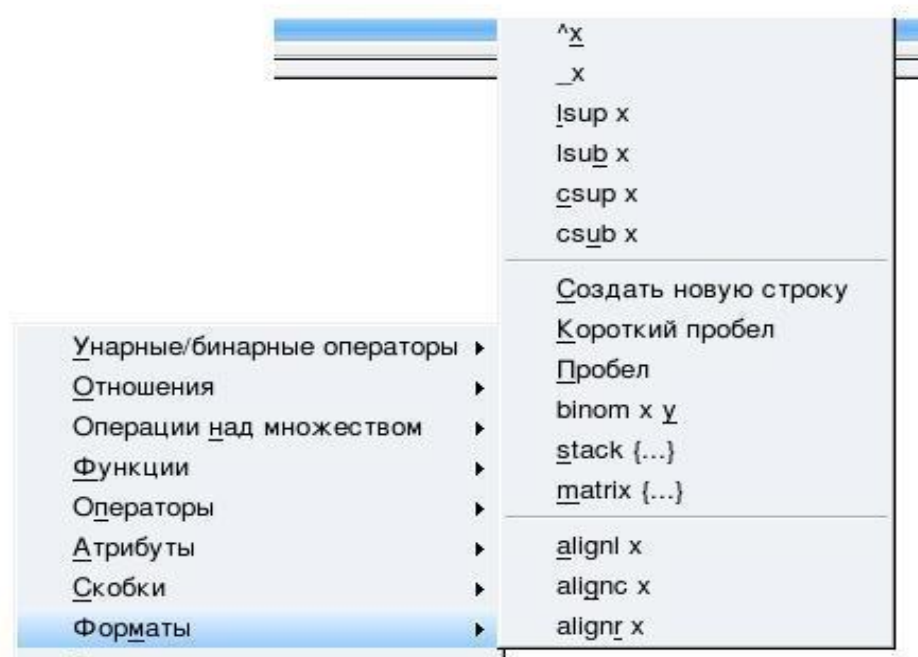 ^x
_x
lsup x
lsub x
csup x
csub x
Создать новую строку
Короткий пробел
Пробел
binom x y
stack {...}
matrix {...}
alignl x
alignc x
alignr x
Унарные/бинарные операторы
Отношения
Операции над множеством
Функции
Операторы
Атрибуты
Скобки
Форматы